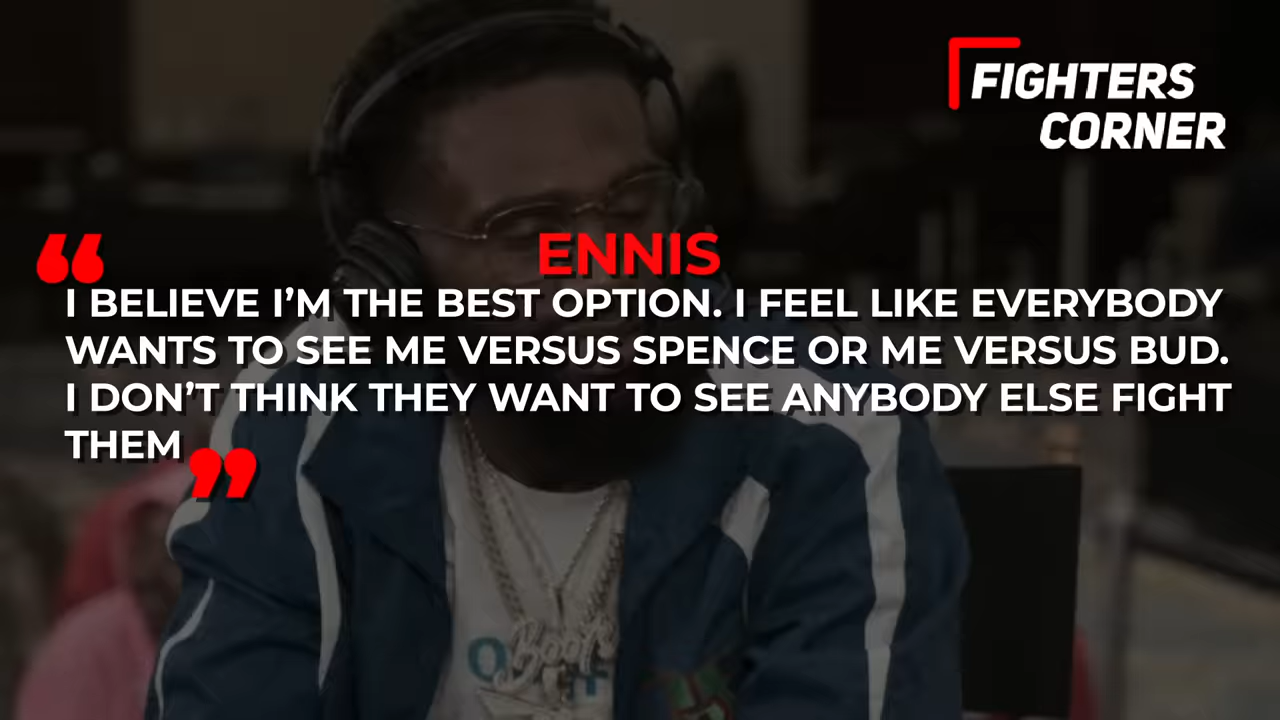 FIGHTERS
CORNER
ENNIS
“I BELIEVE I’M THE BEST OPTION. I FEEL LIKE EVERYBODY
WANTS TO SEE ME VERSUS SPENCE OR ME VERSUS BUD.
I DON’T THINK THEY WANT TO SEE ANYBODY ELSE FIGHT
THEM”
Boots